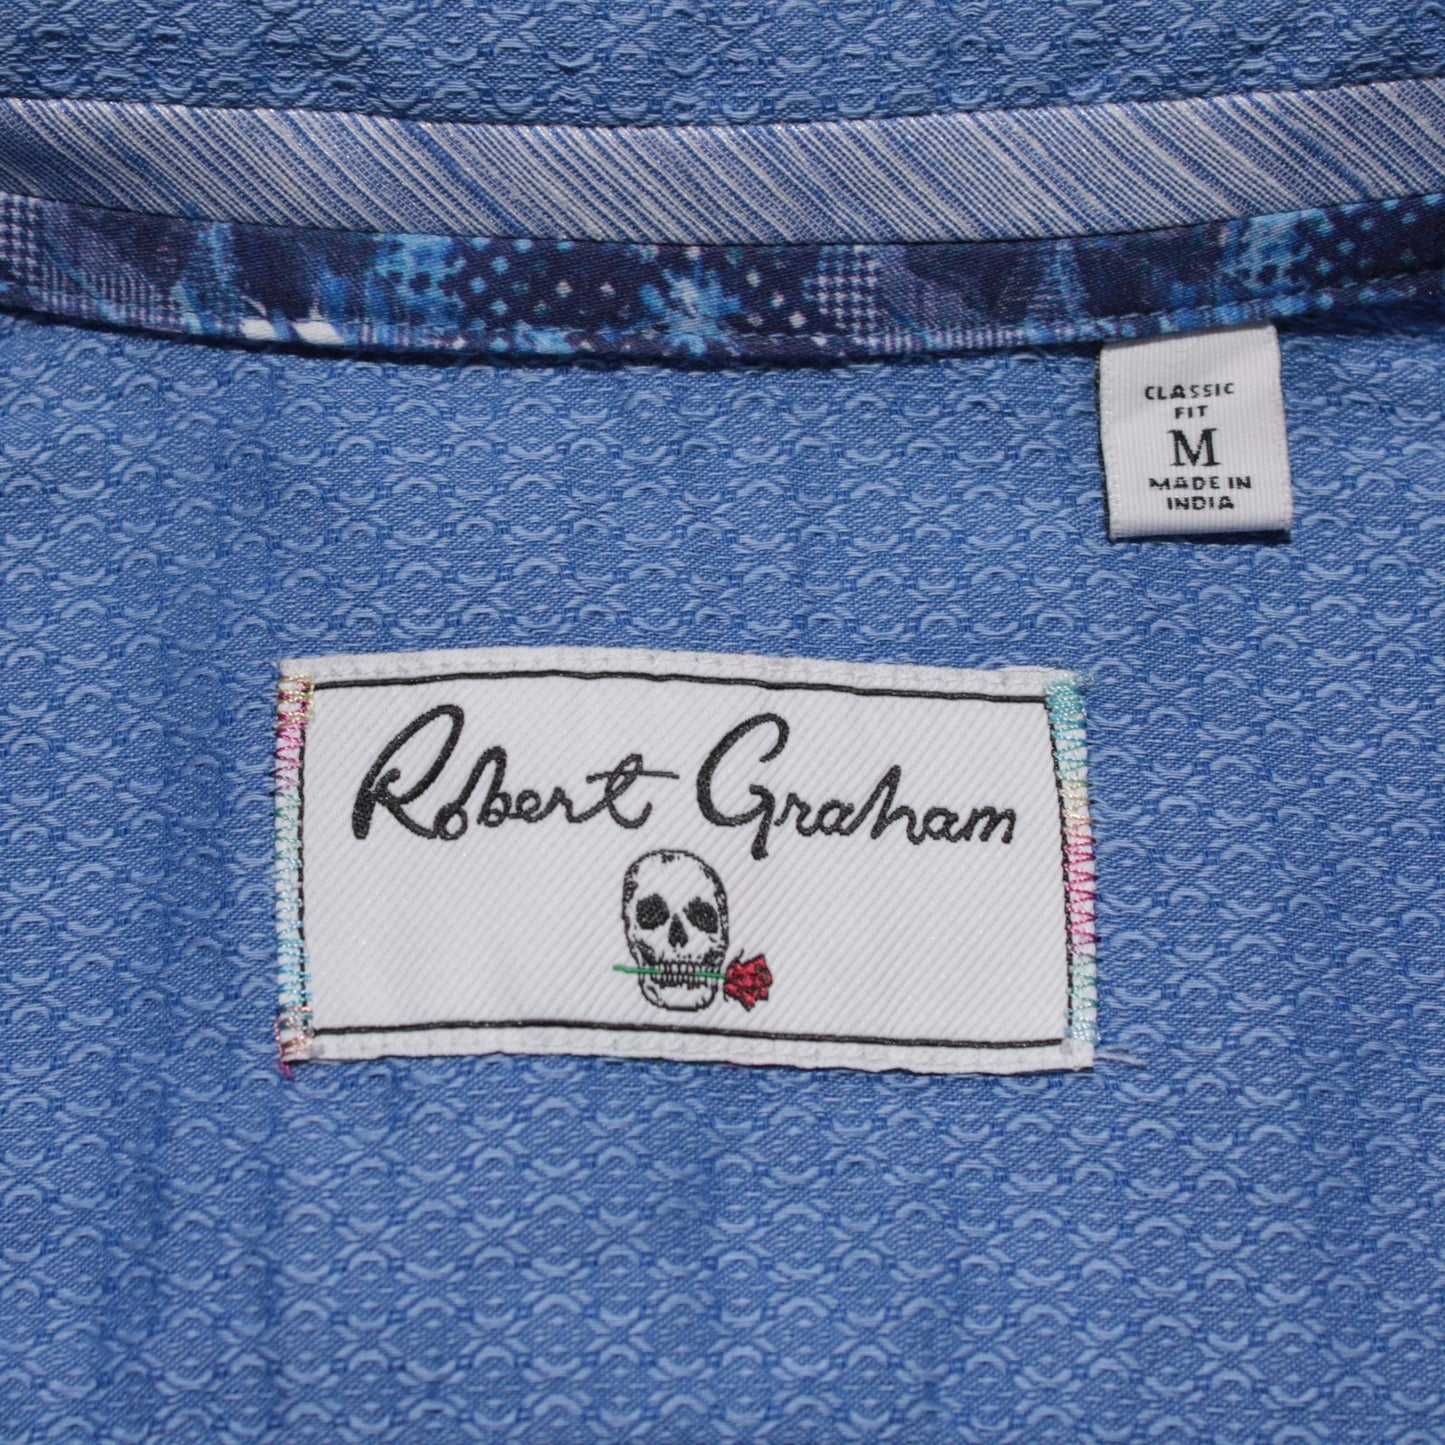 CLASSIC
FIT
M
MADE IN
INDIA
Robert Graham